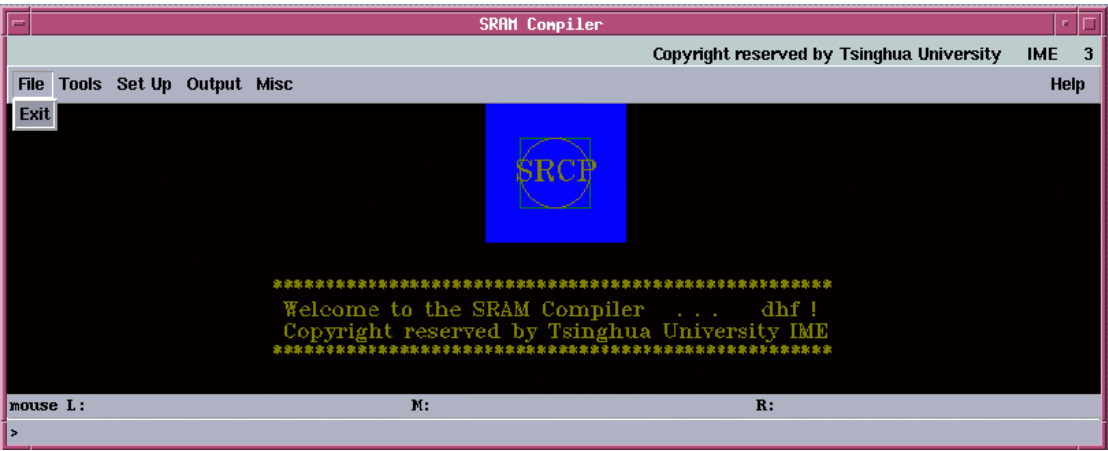 SRAM Compiler
Copyright reserved by Tsinghua University IME 3
File Tools Set Up Output Misc Help
Exit
SRCP
****************************************************************
Welcome to the SRAM Compiler ... dhf !
Copyright reserved by Tsinghua University IME
****************************************************************
mouse L: M: R:
>